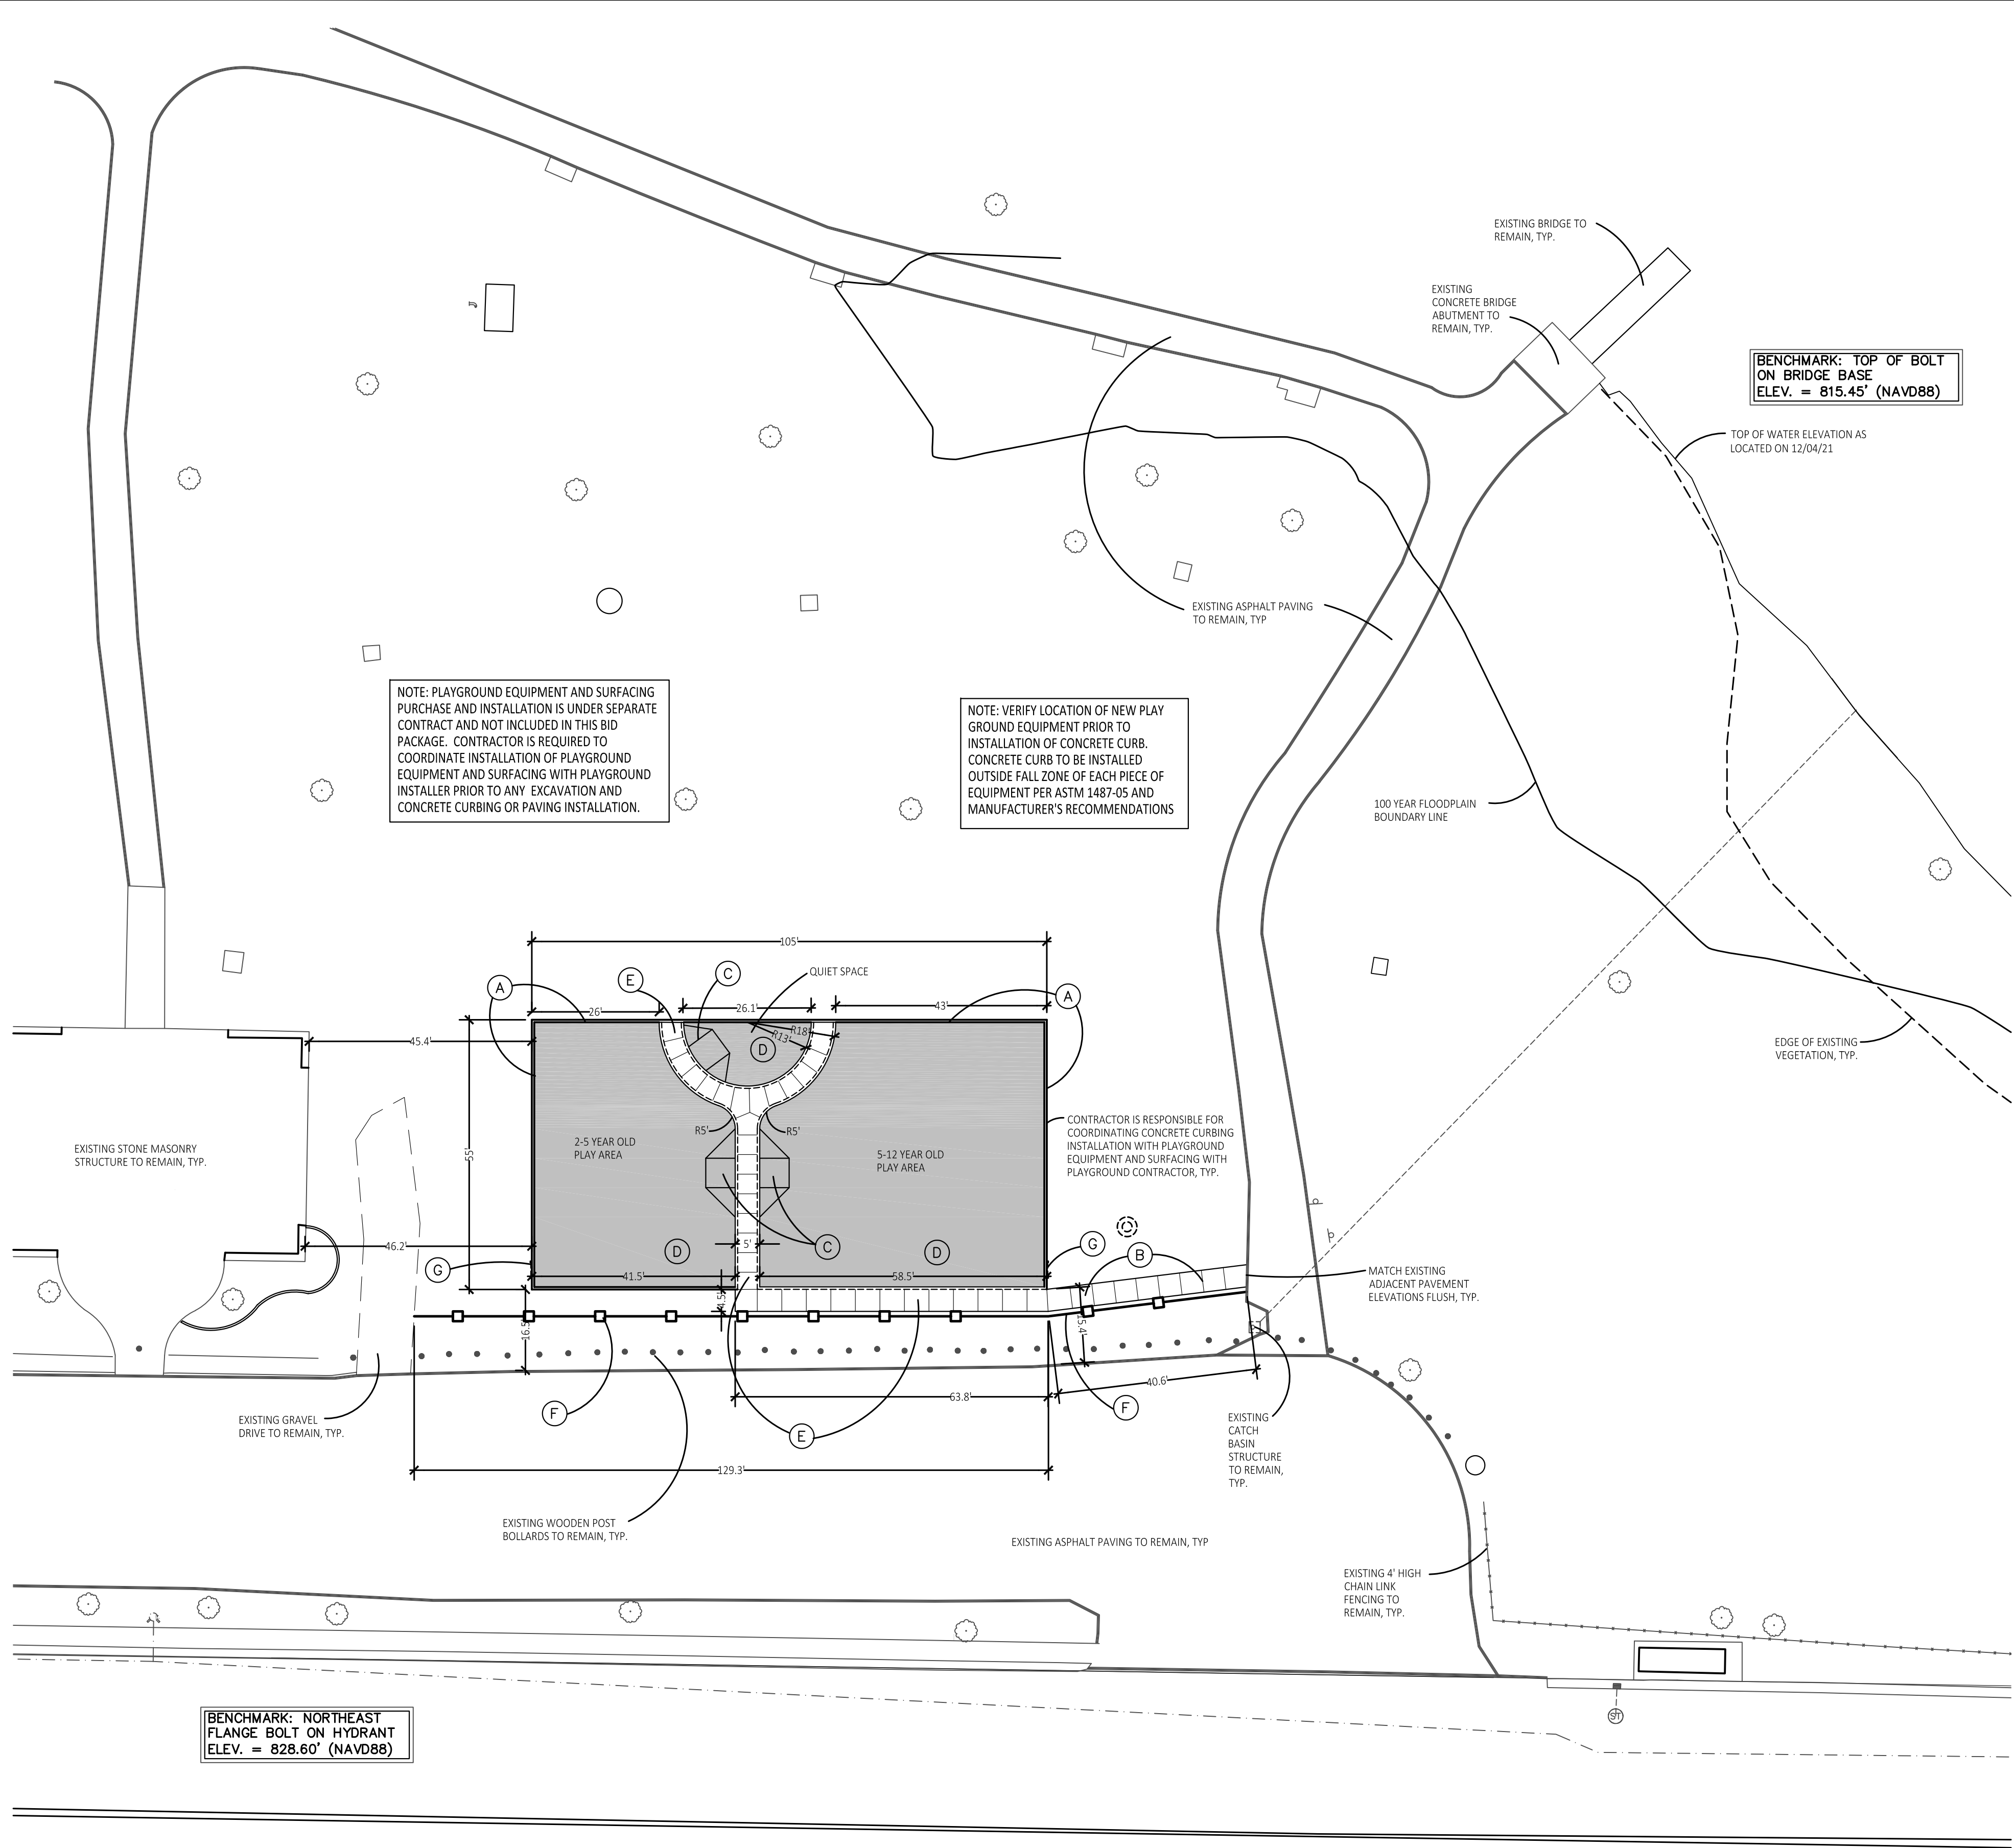 EXISTING BRIDGE TO
REMAIN, TYP.
EXISTING
CONCRETE BRIDGE
ABUTMENT TO
REMAIN, TYP.
BENCHMARK: TOP OF BOLT
ON BRIDGE BASE
ELEV. = 815.45' (NAVD88)
TOP OF WATER ELEVATION AS
LOCATED ON 12/04/21
EXISTING ASPHALT PAVING
TO REMAIN, TYP
NOTE: PLAYGROUND EQUIPMENT AND SURFACING
PURCHASE AND INSTALLATION IS UNDER SEPARATE
CONTRACT AND NOT INCLUDED IN THIS BID
PACKAGE. CONTRACTOR IS REQUIRED TO
COORDINATE INSTALLATION OF PLAYGROUND
EQUIPMENT AND SURFACING WITH PLAYGROUND
INSTALLER PRIOR TO ANY EXCAVATION AND
CONCRETE CURBING OR PAVING INSTALLATION.
NOTE: VERIFY LOCATION OF NEW PLAY
GROUND EQUIPMENT PRIOR TO
INSTALLATION OF CONCRETE CURB.
CONCRETE CURB TO BE INSTALLED
OUTSIDE FALL ZONE OF EACH PIECE OF
EQUIPMENT PER ASTM 1487-05 AND
MANUFACTURER'S RECOMMENDATIONS
100 YEAR FLOODPLAIN
BOUNDARY LINE
105'
A
E
C
QUIET SPACE
A
26'
26.1'
43'
R18'
R13'
D
45.4'
EDGE OF EXISTING
VEGETATION, TYP.
55'
R5'
R5'
2-5 YEAR OLD
PLAY AREA
5-12 YEAR OLD
PLAY AREA
CONTRACTOR IS RESPONSIBLE FOR
COORDINATING CONCRETE CURBING
INSTALLATION WITH PLAYGROUND
EQUIPMENT AND SURFACING WITH
PLAYGROUND CONTRACTOR, TYP.
EXISTING STONE MASONRY
STRUCTURE TO REMAIN, TYP.
46.2'
D
5'
C
D
G
B
G
41.5'
58.5'
4.5'
MATCH EXISTING
ADJACENT PAVEMENT
ELEVATIONS FLUSH, TYP.
16.5'
15.4'
40.6'
63.8'
F
F
E
EXISTING GRAVEL
DRIVE TO REMAIN, TYP.
EXISTING
CATCH
BASIN
STRUCTURE
TO REMAIN,
TYP.
129.3'
EXISTING WOODEN POST
BOLLARDS TO REMAIN, TYP.
EXISTING ASPHALT PAVING TO REMAIN, TYP
EXISTING 4' HIGH
CHAIN LINK
FENCING TO
REMAIN, TYP.
ST
BENCHMARK: NORTHEAST
FLANGE BOLT ON HYDRANT
ELEV. = 828.60' (NAVD88)